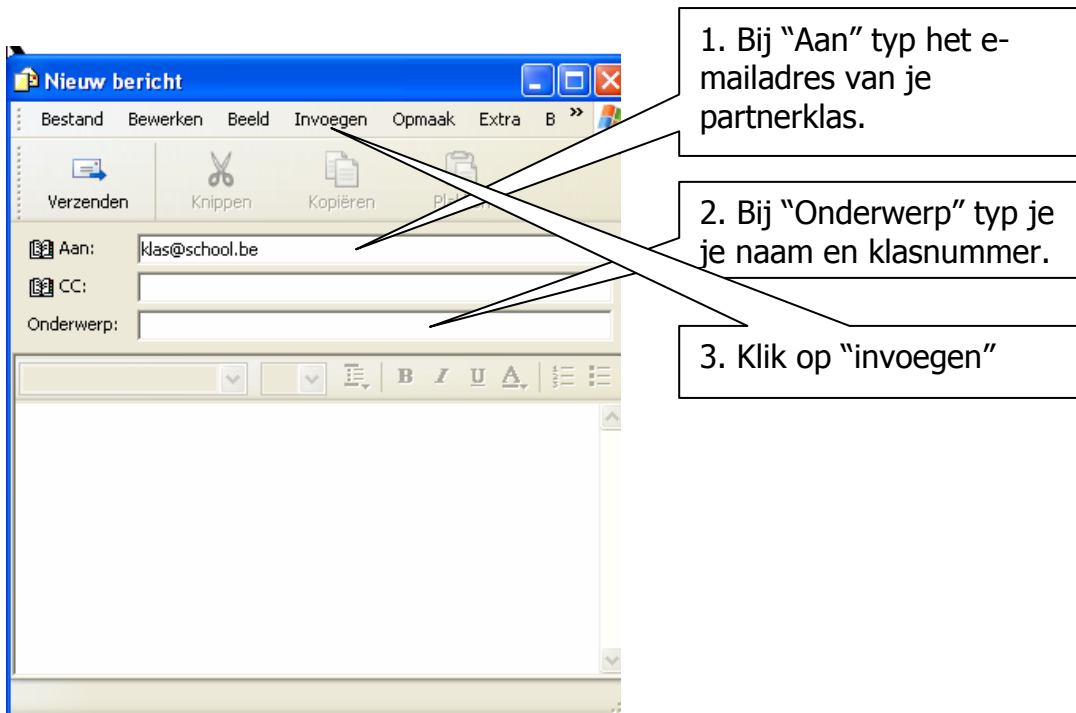 Nieuw bericht
Bestand Bewerken Beeld Invoegen Opmaak Extra B »
Verzenden Knippen Kopiëren
Aan: klas@school.be
CC:
Onderwerp:
B I U A
1. Bij “Aan” typ het e-
mailadres van je
partnerklas.
2. Bij “Onderwerp” typ je
je naam en klasnummer.
3. Klik op “invoegen”